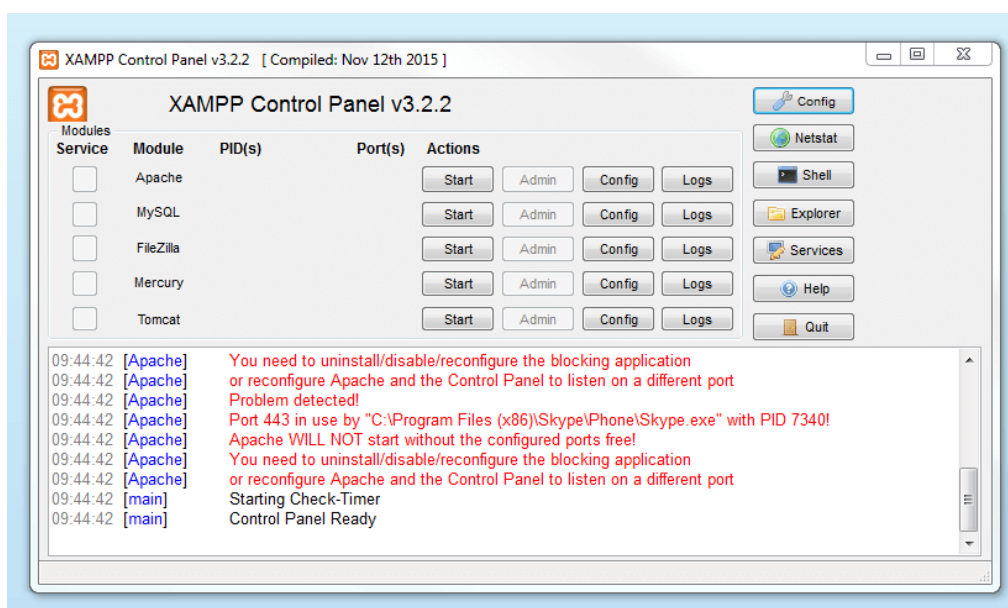 XAMPP Control Panel v3.2.2 [ Compiled: Nov 12th 2015 ]
XAMPP Control Panel v3.2.2
Config
Modules
Service Module PID(s) Port(s) Actions
Netstat
Apache Start Admin Config Logs
Shell
MySQL Start Admin Config Logs
Explorer
FileZilla Start Admin Config Logs
Services
Mercury Start Admin Config Logs
Help
Tomcat Start Admin Config Logs
Quit
09:44:42 [Apache] You need to uninstall/disable/reconfigure the blocking application
09:44:42 [Apache] or reconfigure Apache and the Control Panel to listen on a different port
09:44:42 [Apache] Problem detected!
09:44:42 [Apache] Port 443 in use by "C:\Program Files (x86)\Skype\Phone\Skype.exe" with PID 7340!
09:44:42 [Apache] Apache WILL NOT start without the configured ports free!
09:44:42 [Apache] You need to uninstall/disable/reconfigure the blocking application
09:44:42 [Apache] or reconfigure Apache and the Control Panel to listen on a different port
09:44:42 [main] Starting Check-Timer
09:44:42 [main] Control Panel Ready